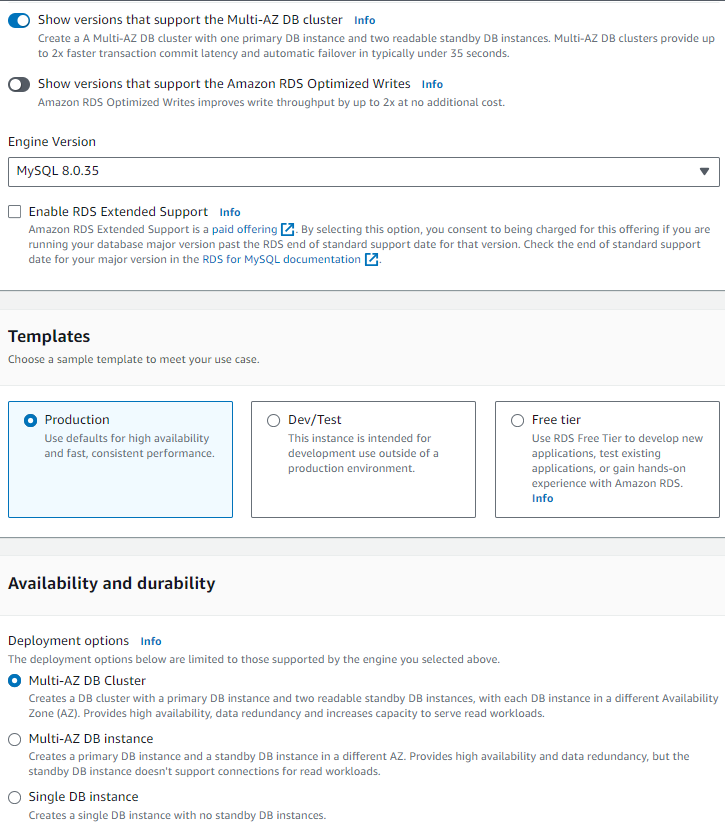 Show versions that support the Multi-AZ DB cluster Info
Create a A Multi-AZ DB cluster with one primary DB instance and two readable standby DB instances. Multi-AZ DB clusters provide up
to 2x faster transaction commit latency and automatic failover in typically under 35 seconds.
Show versions that support the Amazon RDS Optimized Writes Info
Amazon RDS Optimized Writes improves write throughput by up to 2x at no additional cost.
Engine Version
MySQL 8.0.35
Enable RDS Extended Support Info
Amazon RDS Extended Support is a paid offering. By selecting this option, you consent to being charged for this offering if you are
running your database major version past the RDS end of standard support date for that version. Check the end of standard support
date for your major version in the RDS for MySQL documentation.
Templates
Choose a sample template to meet your use case.
Production
Use defaults for high availability
and fast, consistent performance.
Dev/Test
This instance is intended for
development use outside of a
production environment.
Free tier
Use RDS Free Tier to develop new
applications, test existing
applications, or gain hands-on
experience with Amazon RDS.
Info
Availability and durability
Deployment options Info
The deployment options below are limited to those supported by the engine you selected above.
Multi-AZ DB Cluster
Creates a DB cluster with a primary DB instance and two readable standby DB instances, with each DB instance in a different Availability
Zone (AZ). Provides high availability, data redundancy and increases capacity to serve read workloads.
Multi-AZ DB instance
Creates a primary DB instance and a standby DB instance in a different AZ. Provides high availability and data redundancy, but the
standby DB instance doesn't support connections for read workloads.
Single DB instance
Creates a single DB instance with no standby DB instances.